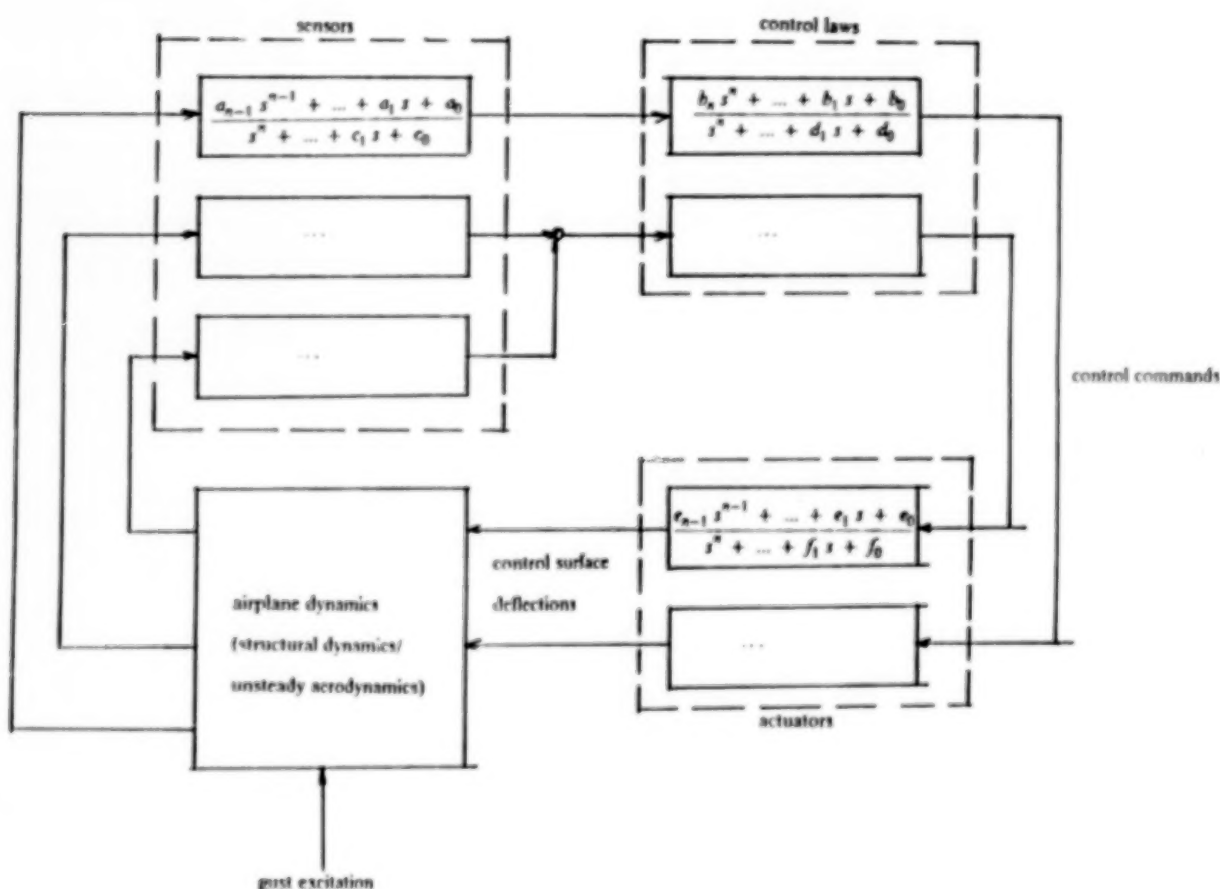 sensors
control laws
a_{n-1} s^{n-1} + ... + a_1 s + a_0
s^n + ... + c_1 s + c_0
b_n s^n + ... + b_1 s + b_0
s^n + ... + d_1 s + d_0
...
...
...
control commands
e_{n-1} s^{n-1} + ... + e_1 s + e_0
s^n + ... + f_1 s + f_0
control surface
deflections
airplane dynamics
(structural dynamics/
unsteady aerodynamics)
...
actuators
gust excitation